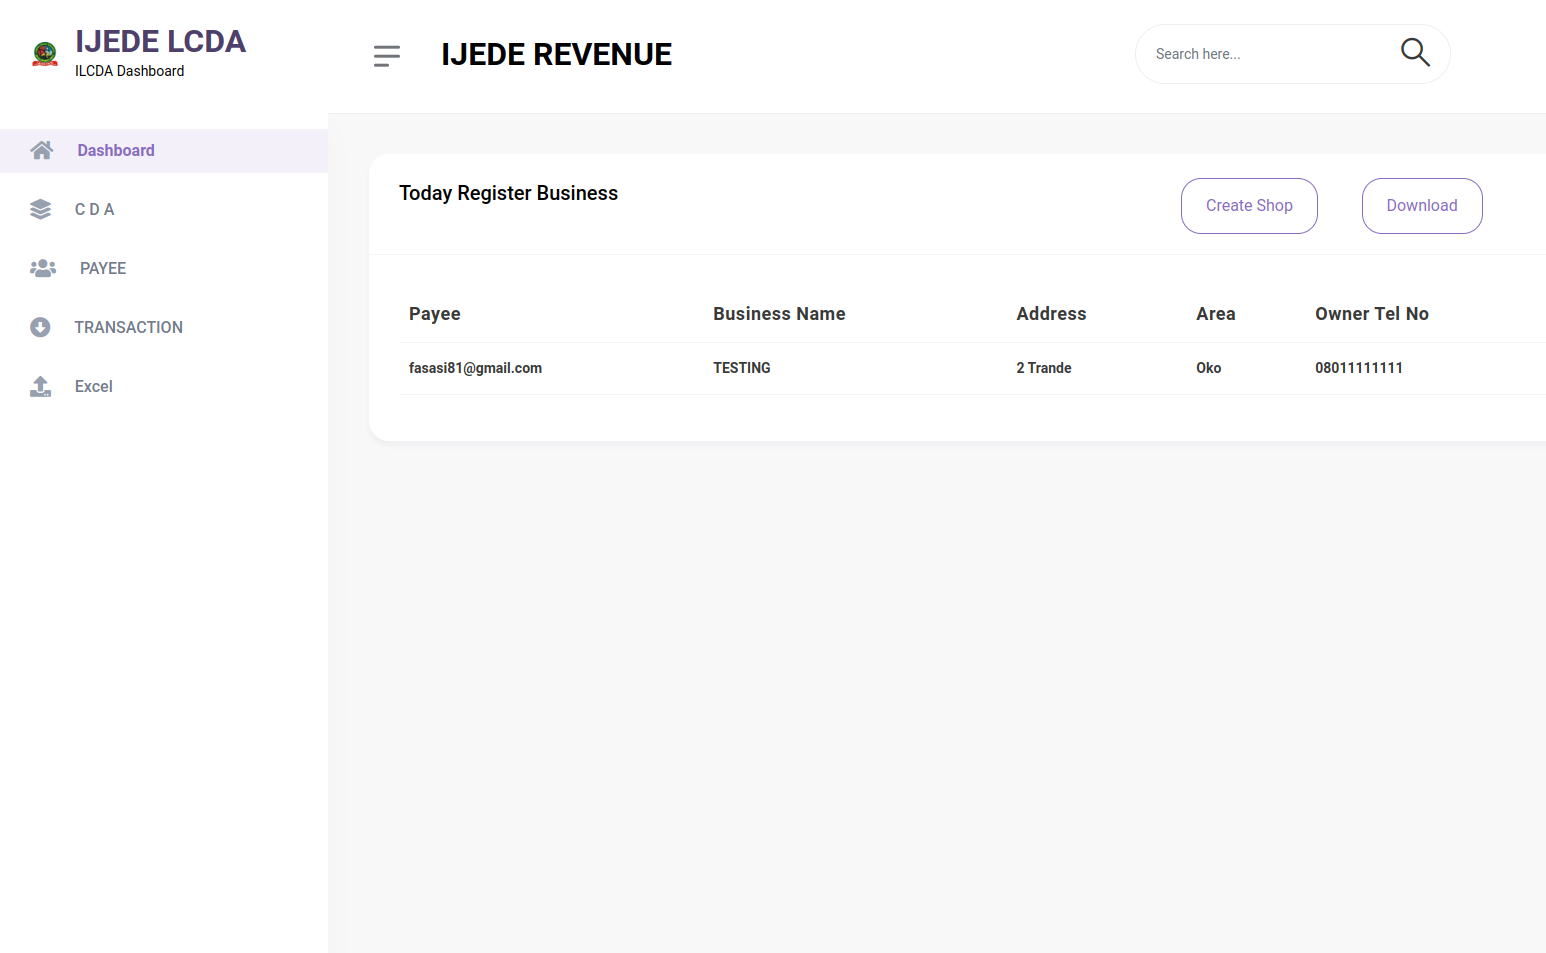 IJEDE LCDA
ILCDA Dashboard
IJEDE REVENUE
Search here...
Dashboard
C D A
PAYEE
TRANSACTION
Excel
Today Register Business
Create Shop
Download
Payee Business Name Address Area Owner Tel No
fasasi81@gmail.com TESTING 2 Trande Oko 08011111111